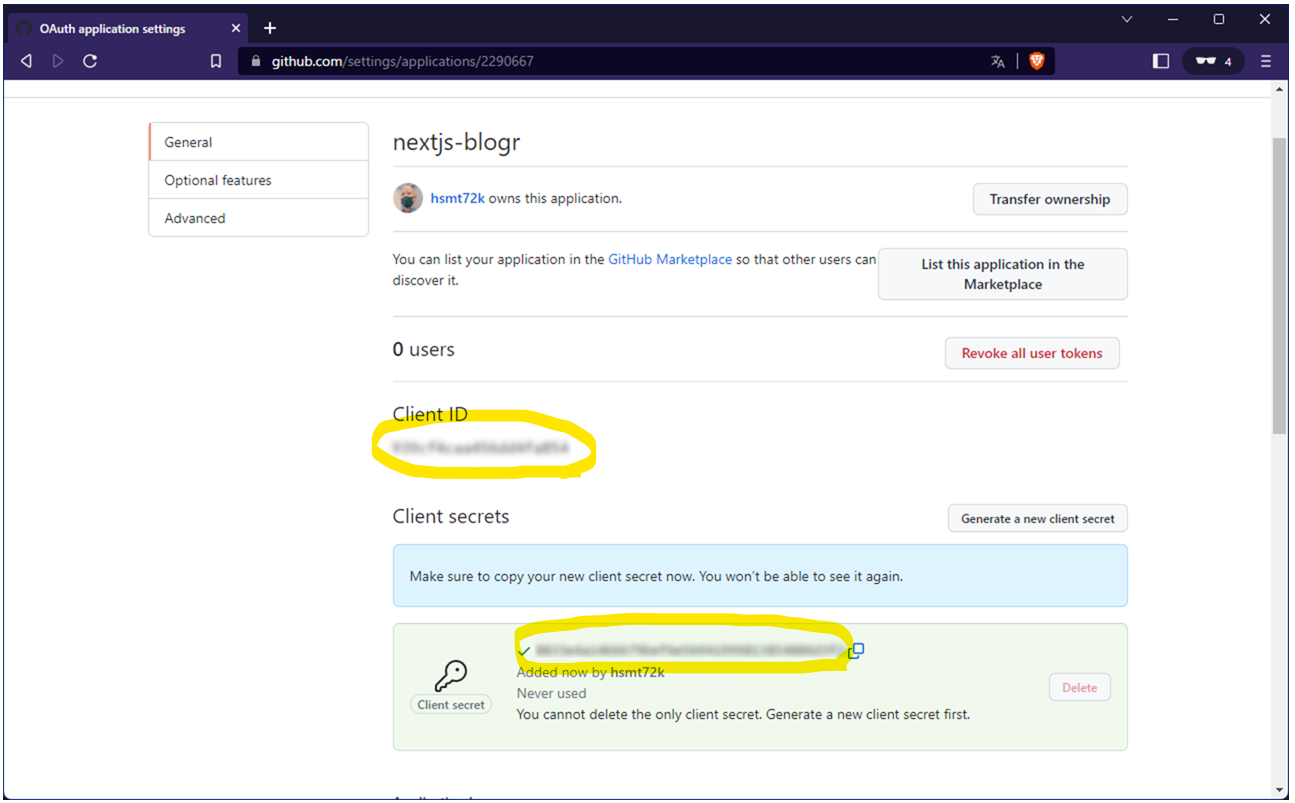 OAuth application settings
github.com/settings/applications/2290667
4
General
Optional features
Advanced
nextjs-blogr
hsmt72k owns this application.
Transfer ownership
You can list your application in the GitHub Marketplace so that other users can
discover it.
List this application in the
Marketplace
0 users
Revoke all user tokens
Client ID
Client secrets
Generate a new client secret
Make sure to copy your new client secret now. You won’t be able to see it again.
Added now by hsmt72k
Never used
You cannot delete the only client secret. Generate a new client secret first.
Client secret
Delete